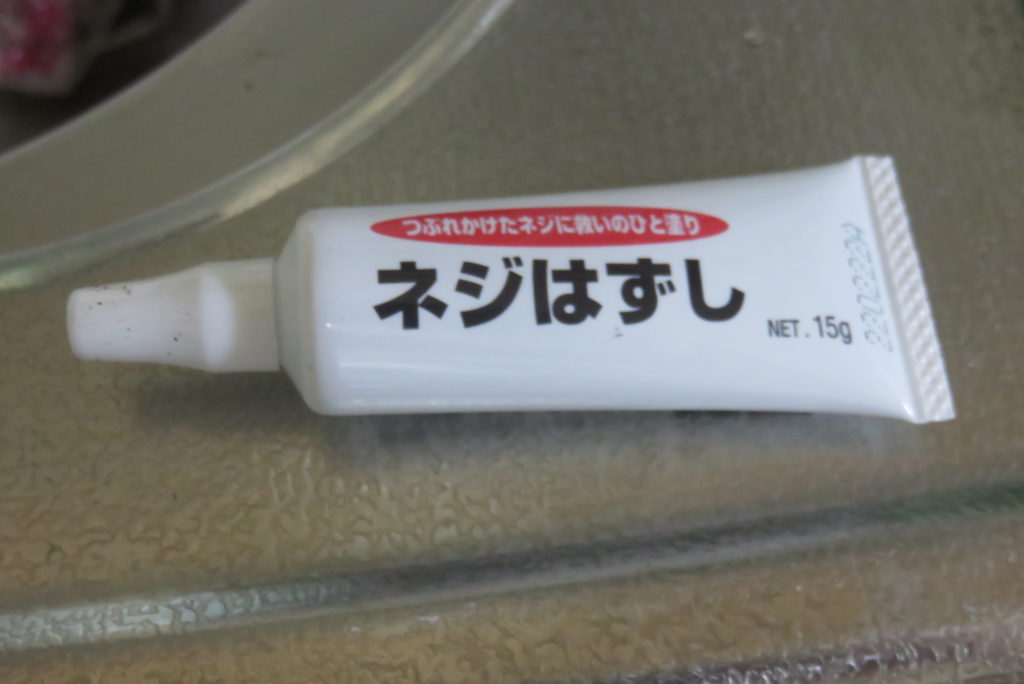 つぶれかけたネジに救いのひと塗り
ネジはずし
NET. 15g